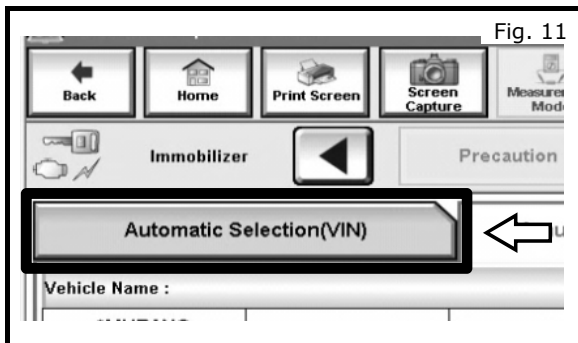 Fig. 11
Back
Home
Print Screen
Screen
Capture
Immobilizer
Precaution
Automatic Selection(VIN)
Vehicle Name :